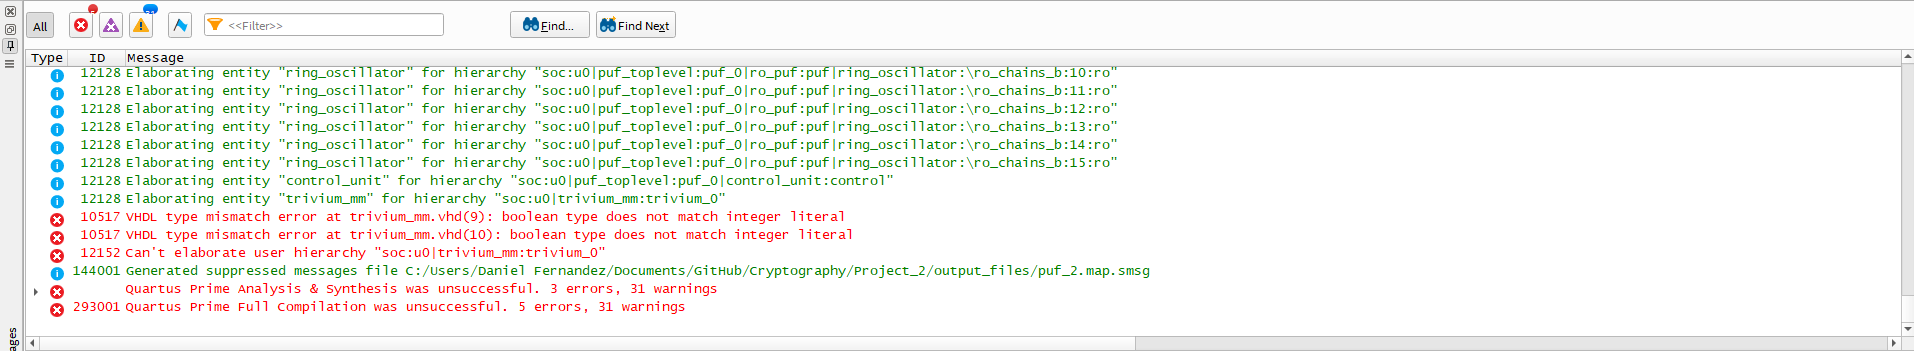 All
<<Filter>>
Find...
Find Next
Type ID Message
12128 Elaborating entity "ring_oscillator" for hierarchy "soc:u0|puf_toplevel:puf_0|ro_puf:puf|ring_oscillator:\ro_chains_b:10:ro"
12128 Elaborating entity "ring_oscillator" for hierarchy "soc:u0|puf_toplevel:puf_0|ro_puf:puf|ring_oscillator:\ro_chains_b:11:ro"
12128 Elaborating entity "ring_oscillator" for hierarchy "soc:u0|puf_toplevel:puf_0|ro_puf:puf|ring_oscillator:\ro_chains_b:12:ro"
12128 Elaborating entity "ring_oscillator" for hierarchy "soc:u0|puf_toplevel:puf_0|ro_puf:puf|ring_oscillator:\ro_chains_b:13:ro"
12128 Elaborating entity "ring_oscillator" for hierarchy "soc:u0|puf_toplevel:puf_0|ro_puf:puf|ring_oscillator:\ro_chains_b:14:ro"
12128 Elaborating entity "ring_oscillator" for hierarchy "soc:u0|puf_toplevel:puf_0|ro_puf:puf|ring_oscillator:\ro_chains_b:15:ro"
12128 Elaborating entity "control_unit" for hierarchy "soc:u0|puf_toplevel:puf_0|control_unit:control"
12128 Elaborating entity "trivium_mm" for hierarchy "soc:u0|trivium_mm:trivium_0"
10517 VHDL type mismatch error at trivium_mm.vhd(9): boolean type does not match integer literal
10517 VHDL type mismatch error at trivium_mm.vhd(10): boolean type does not match integer literal
12152 Can't elaborate user hierarchy "soc:u0|trivium_mm:trivium_0"
144001 Generated suppressed messages file C:/Users/Daniel Fernandez/Documents/GitHub/Cryptography/Project_2/output_files/puf_2.map.smsg
Quartus Prime Analysis & Synthesis was unsuccessful. 3 errors, 31 warnings
293001 Quartus Prime Full Compilation was unsuccessful. 5 errors, 31 warnings
ages